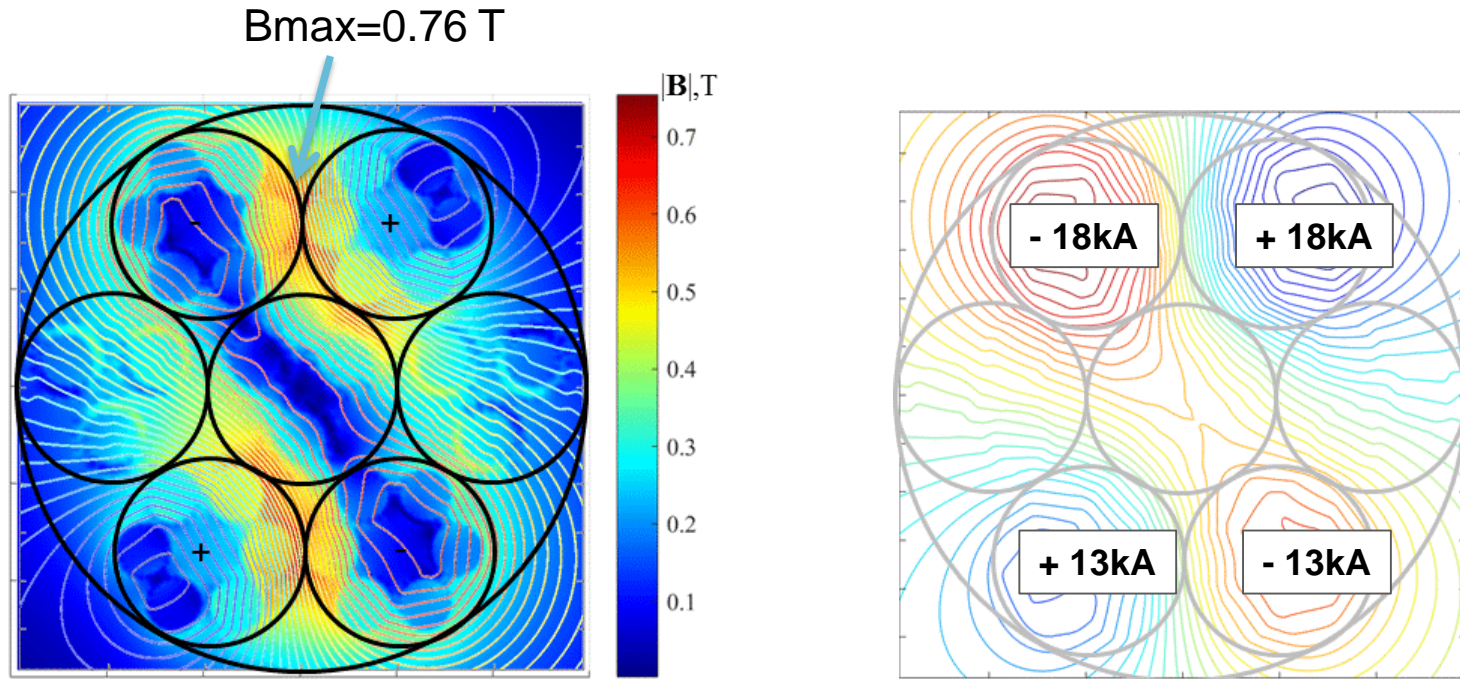 Bmax=0.76 T
|B|,T
0.7
0.6
0.5
0.4
0.3
0.2
0.1
-
+
+
-
- 18kA
+ 18kA
+ 13kA
- 13kA